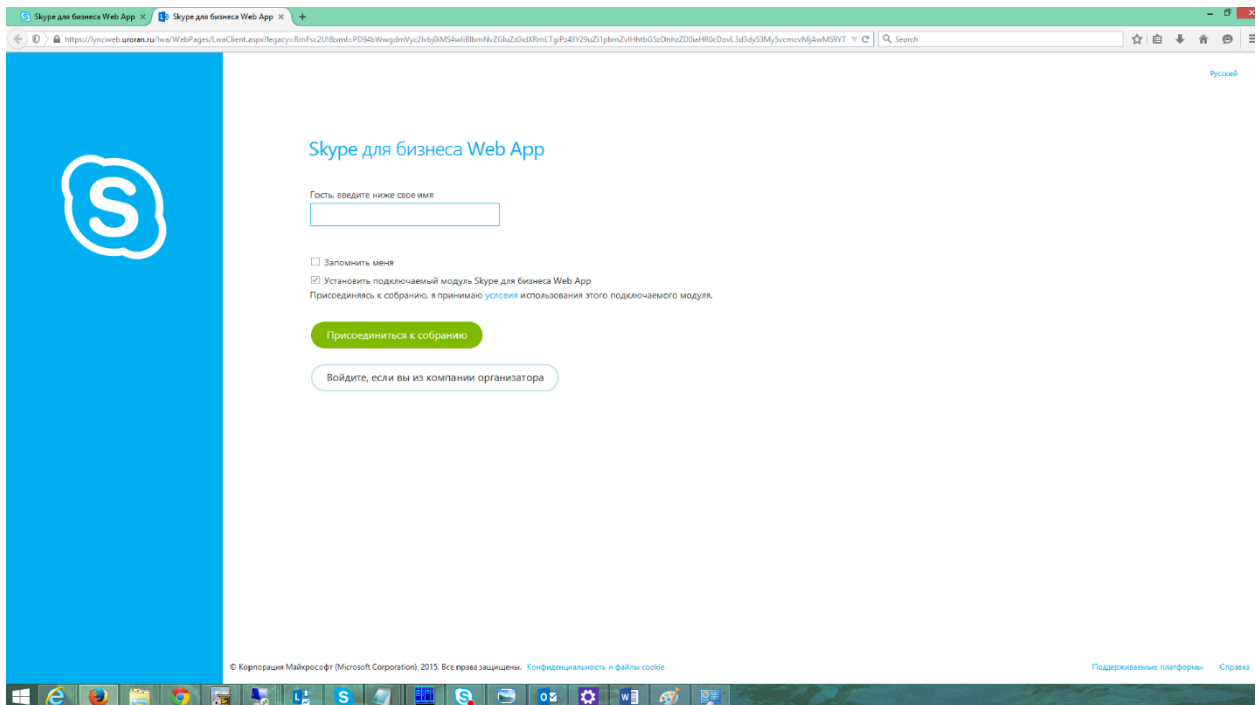 Skype для бизнеса Web App
Skype для бизнеса Web App
Search
Русский
Skype для бизнеса Web App
Гость, введите ниже свое имя
Запомнить меня
Установить подключаемый модуль Skype для бизнеса Web App
Присоединяясь к собранию, я принимаю условия использования этого подключаемого модуля.
Присоединиться к собранию
Войдите, если вы из компании организатора
© Корпорация Майкрософт (Microsoft Corporation), 2015. Все права защищены. Конфиденциальность и файлы cookie
Поддерживаемые платформы Справка